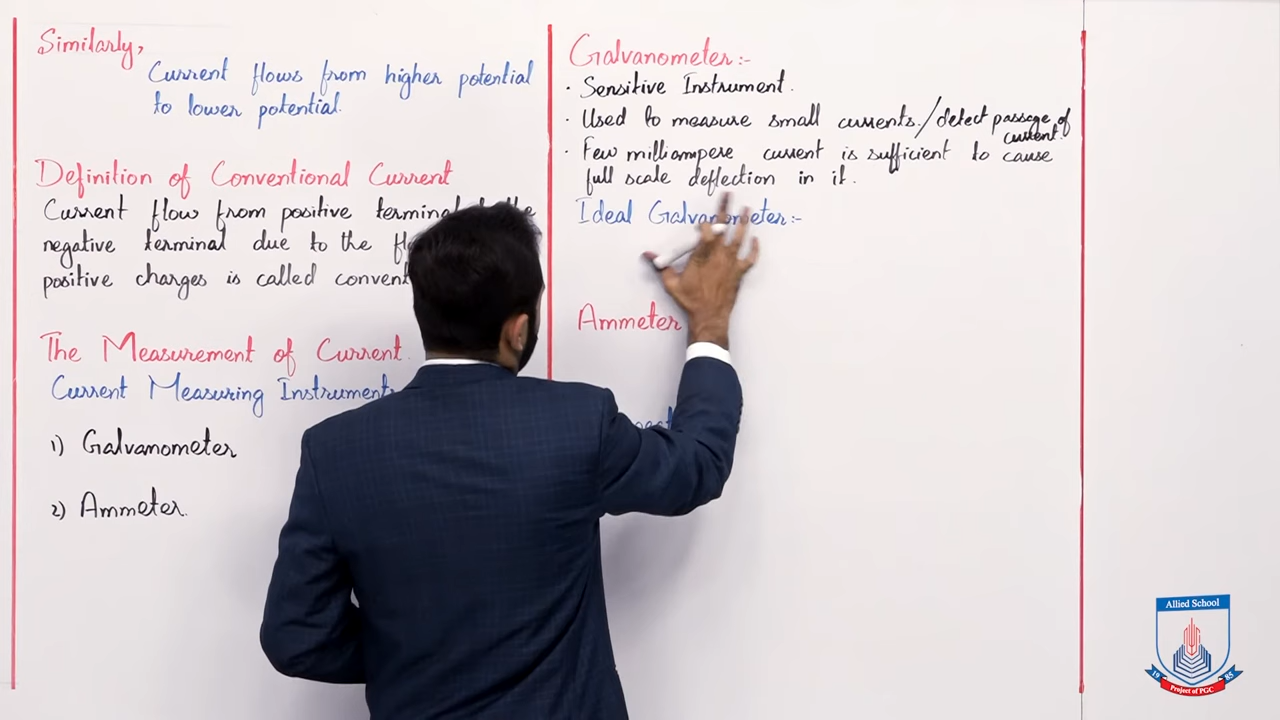 Similarly,
Current flows from higher potential
to lower potential.
Definition of Conventional Current
Current flow from positive terminal
negative terminal due to the
positive charges is called
The Measurement of Current.
Current Measuring Instruments
1) Galvanometer
2) Ammeter.
Galvanometer:-
• Sensitive Instrument.
• Used to measure small currents./detect passage of
current.
• Few milliampere current is sufficient to cause
full scale deflection in it.
Ideal Galvanometer:-
Ammeter
Allied School
19 85
Project of PGC